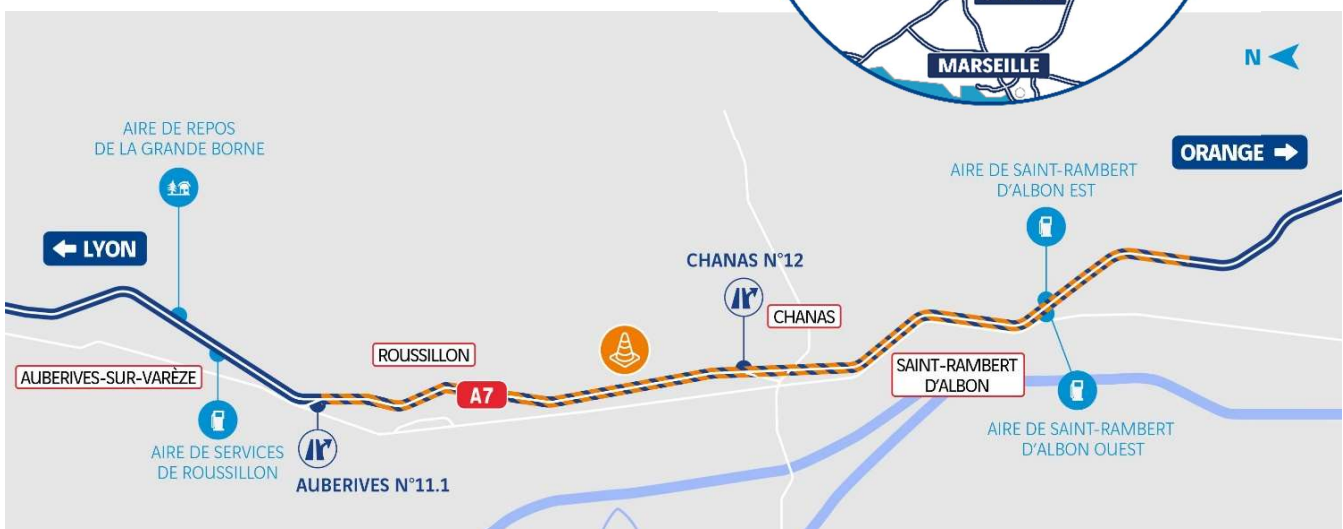 MARSEILLE
N
AIRE DE REPOS
DE LA GRANDE BORNE
ORANGE
AIRE DE SAINT-RAMBERT
D'ALBON EST
LYON
CHANAS N°12
CHANAS
ROUSSILLON
AUBERIVES-SUR-VARÈZE
A7
SAINT-RAMBERT
D'ALBON
AIRE DE SERVICES
DE ROUSSILLON
AUBERIVES N°11.1
AIRE DE SAINT-RAMBERT
D'ALBON OUEST